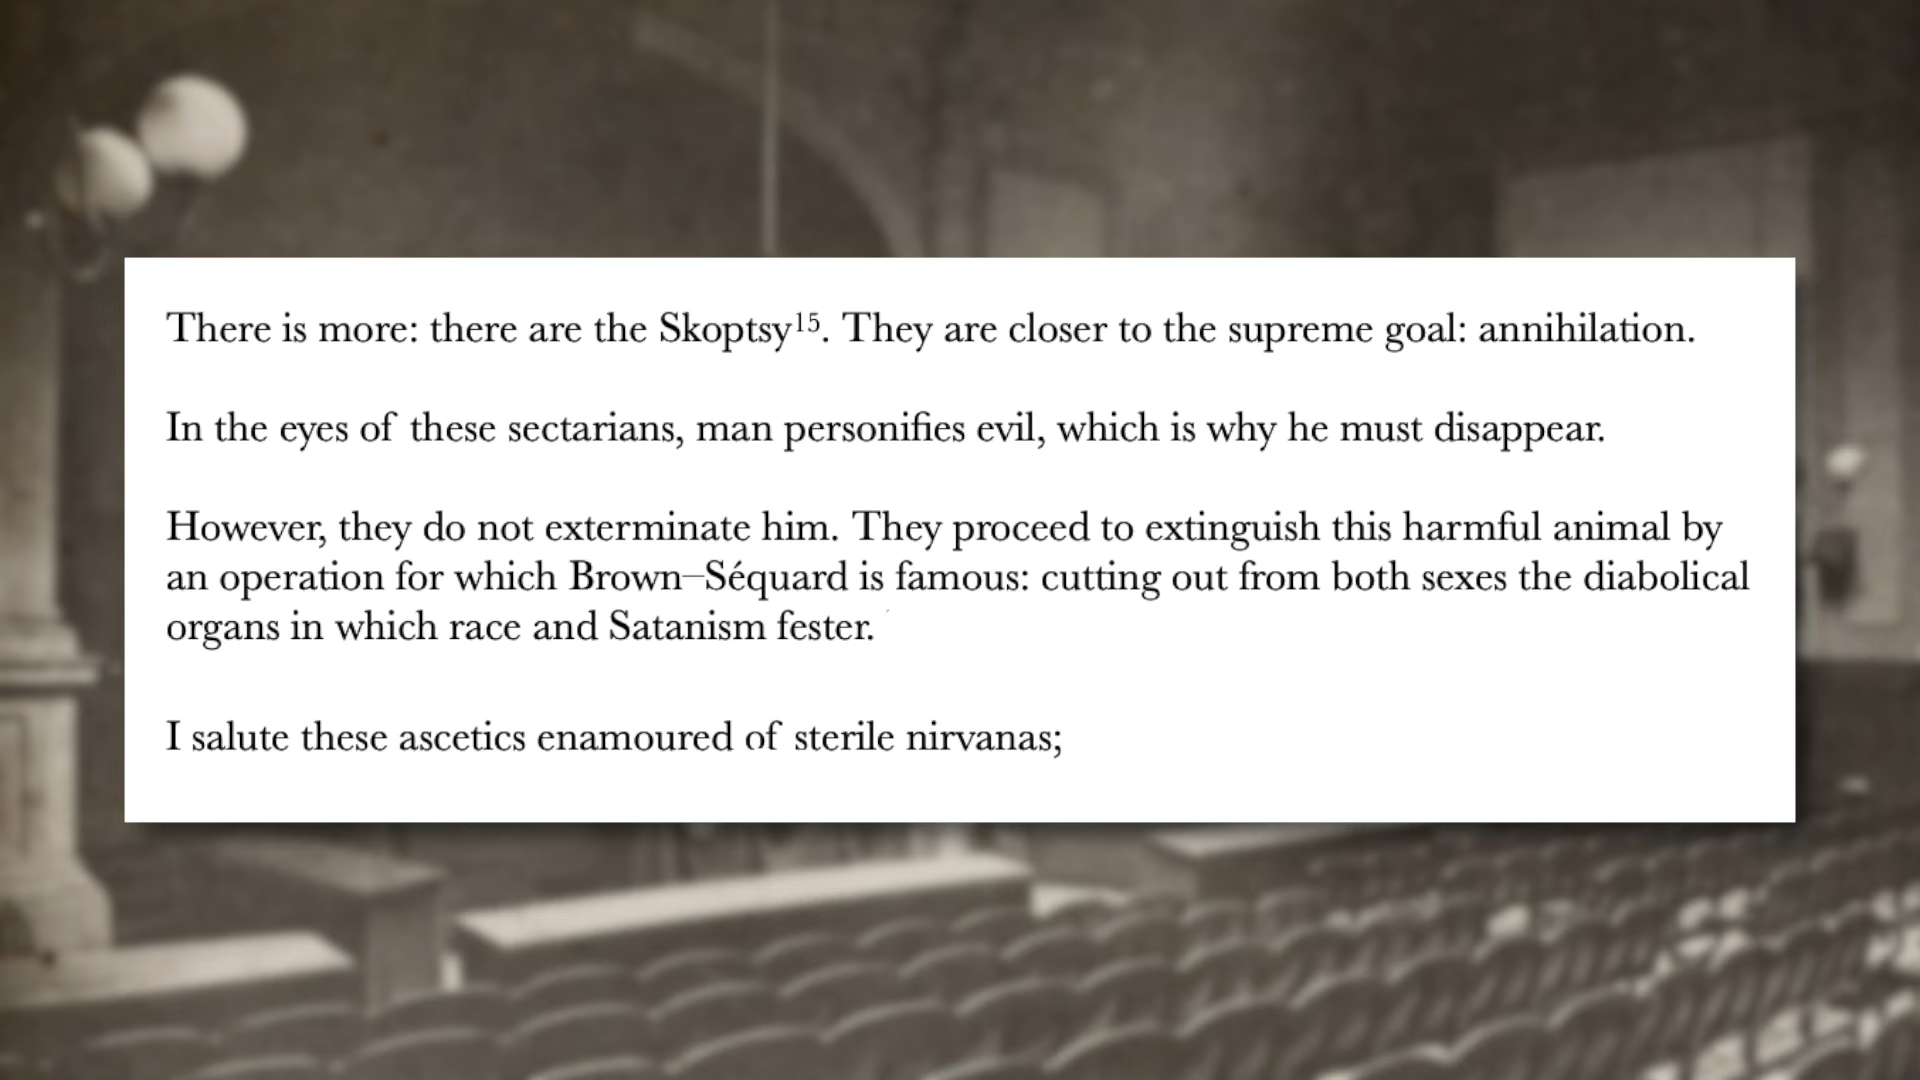 There is more: there are the Skoptsy¹⁵. They are closer to the supreme goal: annihilation.
In the eyes of these sectarians, man personifies evil, which is why he must disappear.
However, they do not exterminate him. They proceed to extinguish this harmful animal by
an operation for which Brown–Séquard is famous: cutting out from both sexes the diabolical
organs in which race and Satanism fester.
I salute these ascetics enamoured of sterile nirvanas;